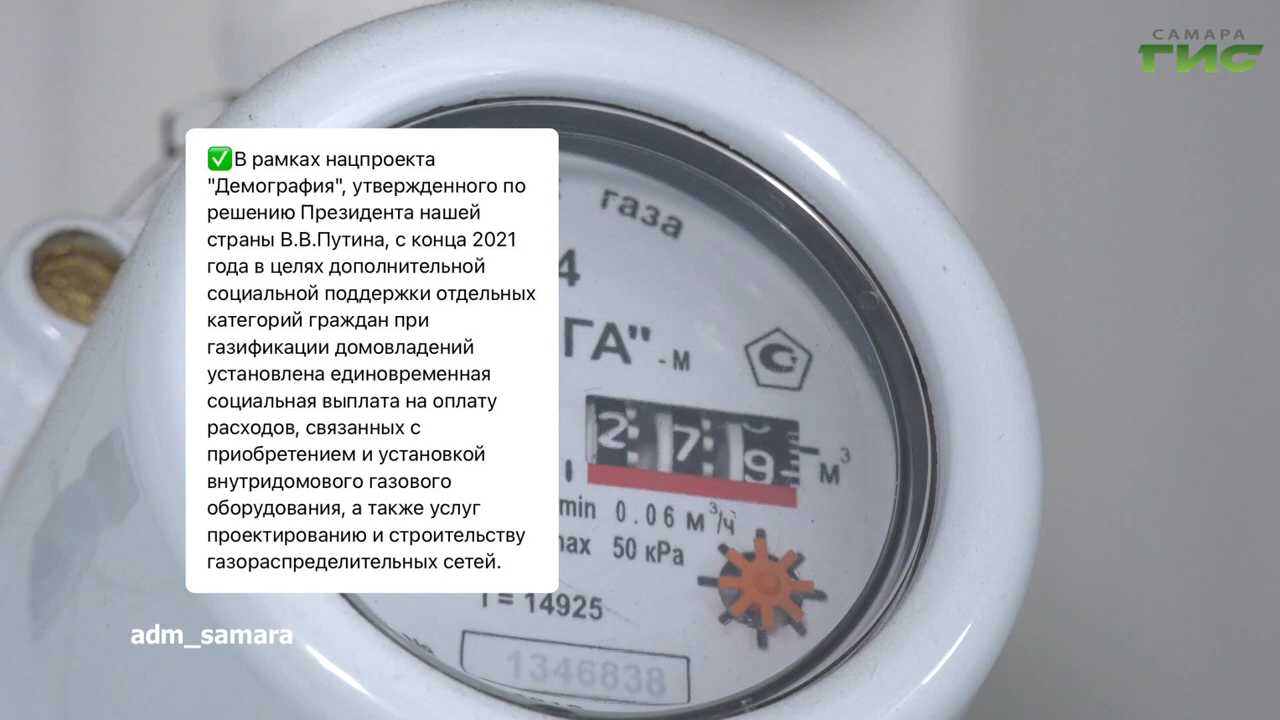 САМАРА
ГИС
✅В рамках нацпроекта
"Демография", утвержденного по
решению Президента нашей
страны В.В.Путина, с конца 2021
года в целях дополнительной
социальной поддержки отдельных
категорий граждан при
газификации домовладений
установлена единовременная
социальная выплата на оплату
расходов, связанных с
приобретением и установкой
внутридомового газового
оборудования, а также услуг
проектированию и строительству
газораспределительных сетей.
adm_samara
газа
4
ГА" - М
2 7 9 м³
min 0.06 м³/ч
max 50 кРа
= 14925
1346838